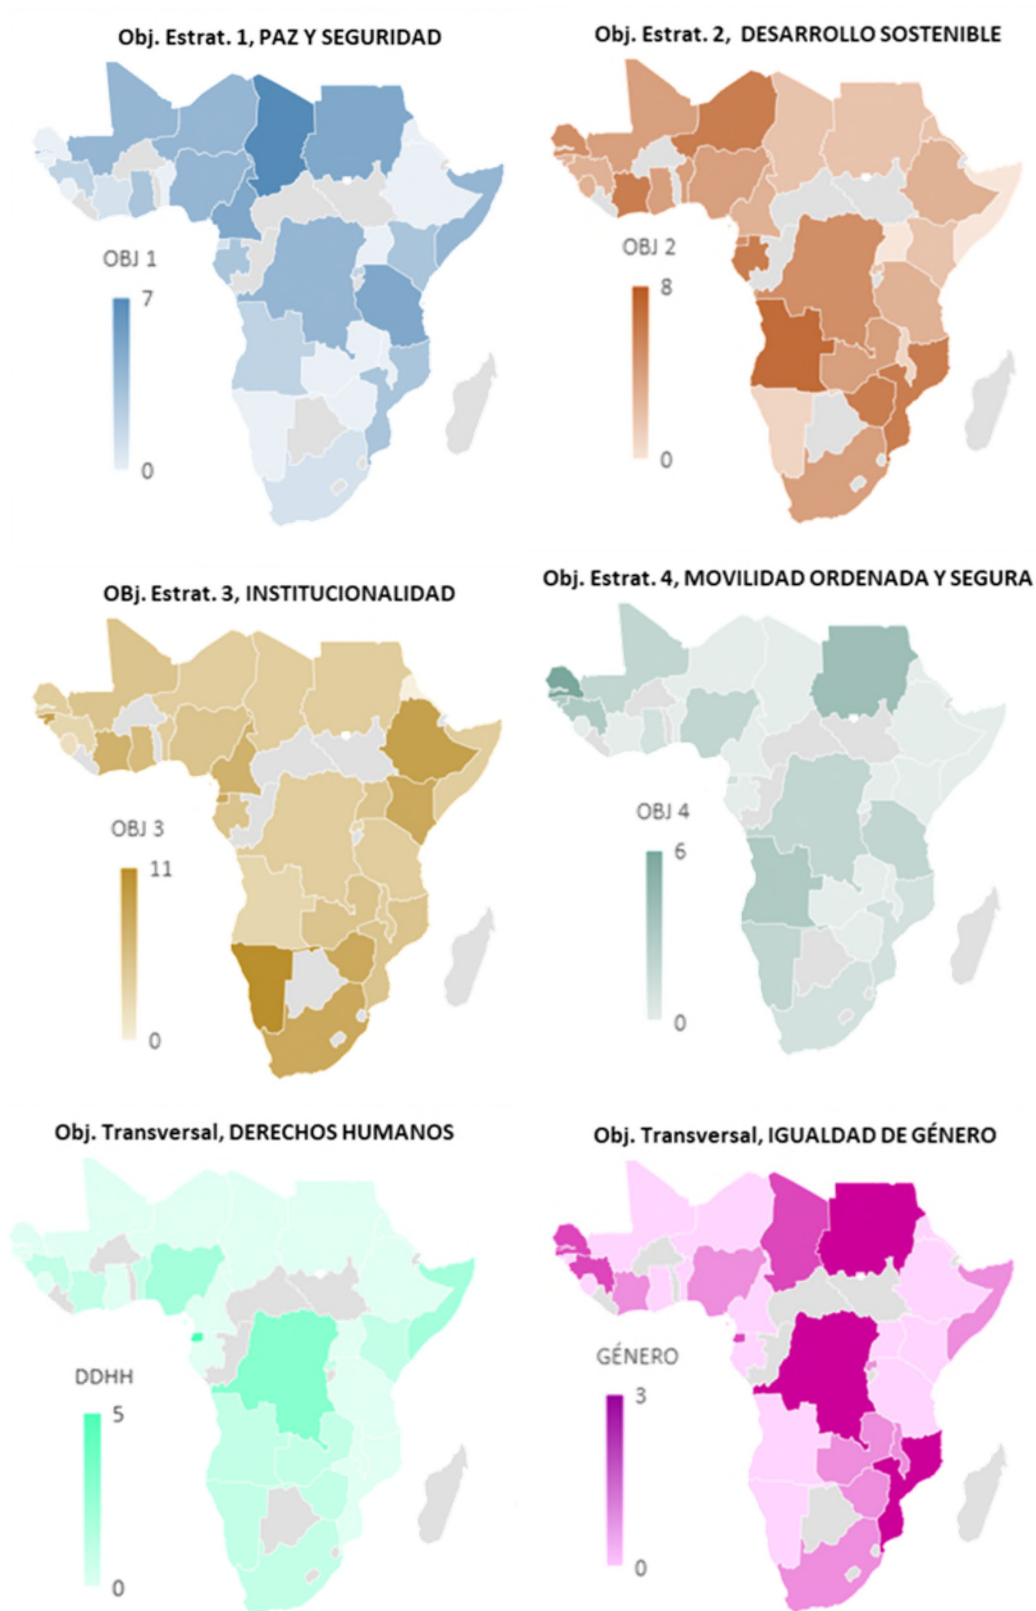 Obj. Estrat. 1, PAZ Y SEGURIDAD
Obj. Estrat. 2, DESARROLLO SOSTENIBLE
OBJ 1
7
0
OBJ 2
8
0
OBj. Estrat. 3, INSTITUCIONALIDAD
Obj. Estrat. 4, MOVILIDAD ORDENADA Y SEGURA
OBJ 3
11
0
OBJ 4
6
0
Obj. Transversal, DERECHOS HUMANOS
Obj. Transversal, IGUALDAD DE GÉNERO
DDHH
5
0
GÉNERO
3
0